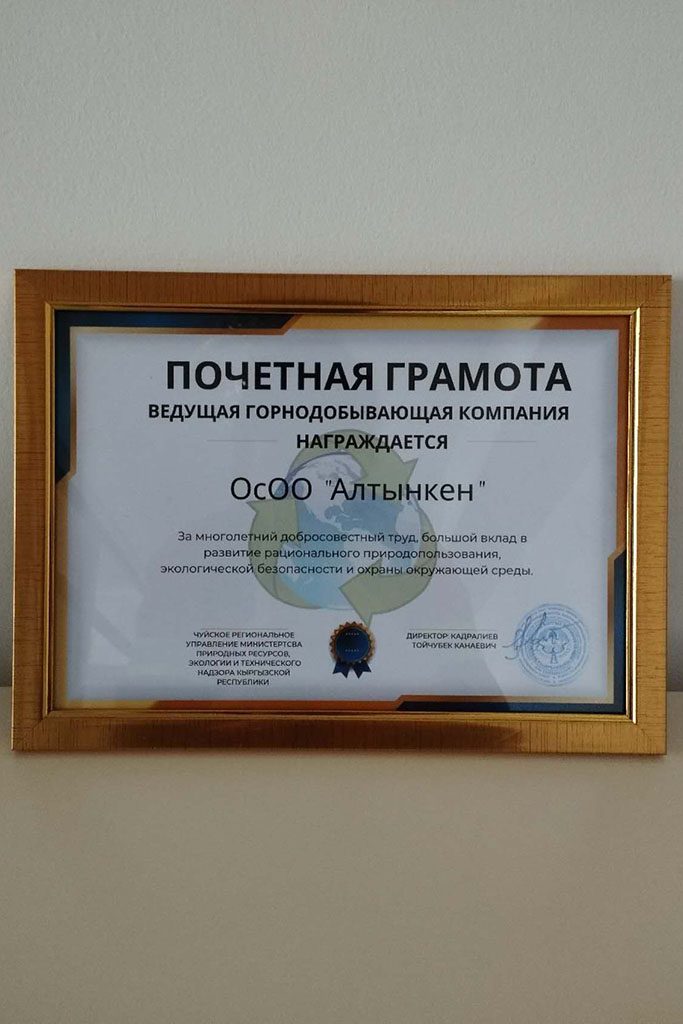 ПОЧЕТНАЯ ГРАМОТА
ВЕДУЩАЯ ГОРНОДОБЫВАЮЩАЯ КОМПАНИЯ
НАГРАЖДАЕТСЯ
ОсОО "Алтынкен"
За многолетний добросовестный труд, большой вклад в
развитие рационального природопользования,
экологической безопасности и охраны окружающей среды.
ЧУЙСКОЕ РЕГИОНАЛЬНОЕ
УПРАВЛЕНИЕ МИНИСТЕРТСВА
ПРИРОДНЫХ РЕСУРСОВ,
ЭКОЛОГИИ И ТЕХНИЧЕСКОГО
НАДЗОРА КЫРГЫЗСКОЙ
РЕСПУБЛИКИ
ДИРЕКТОР: КАДРАЛИЕВ
ТОЙЧУБЕК КАНАЕВИЧ